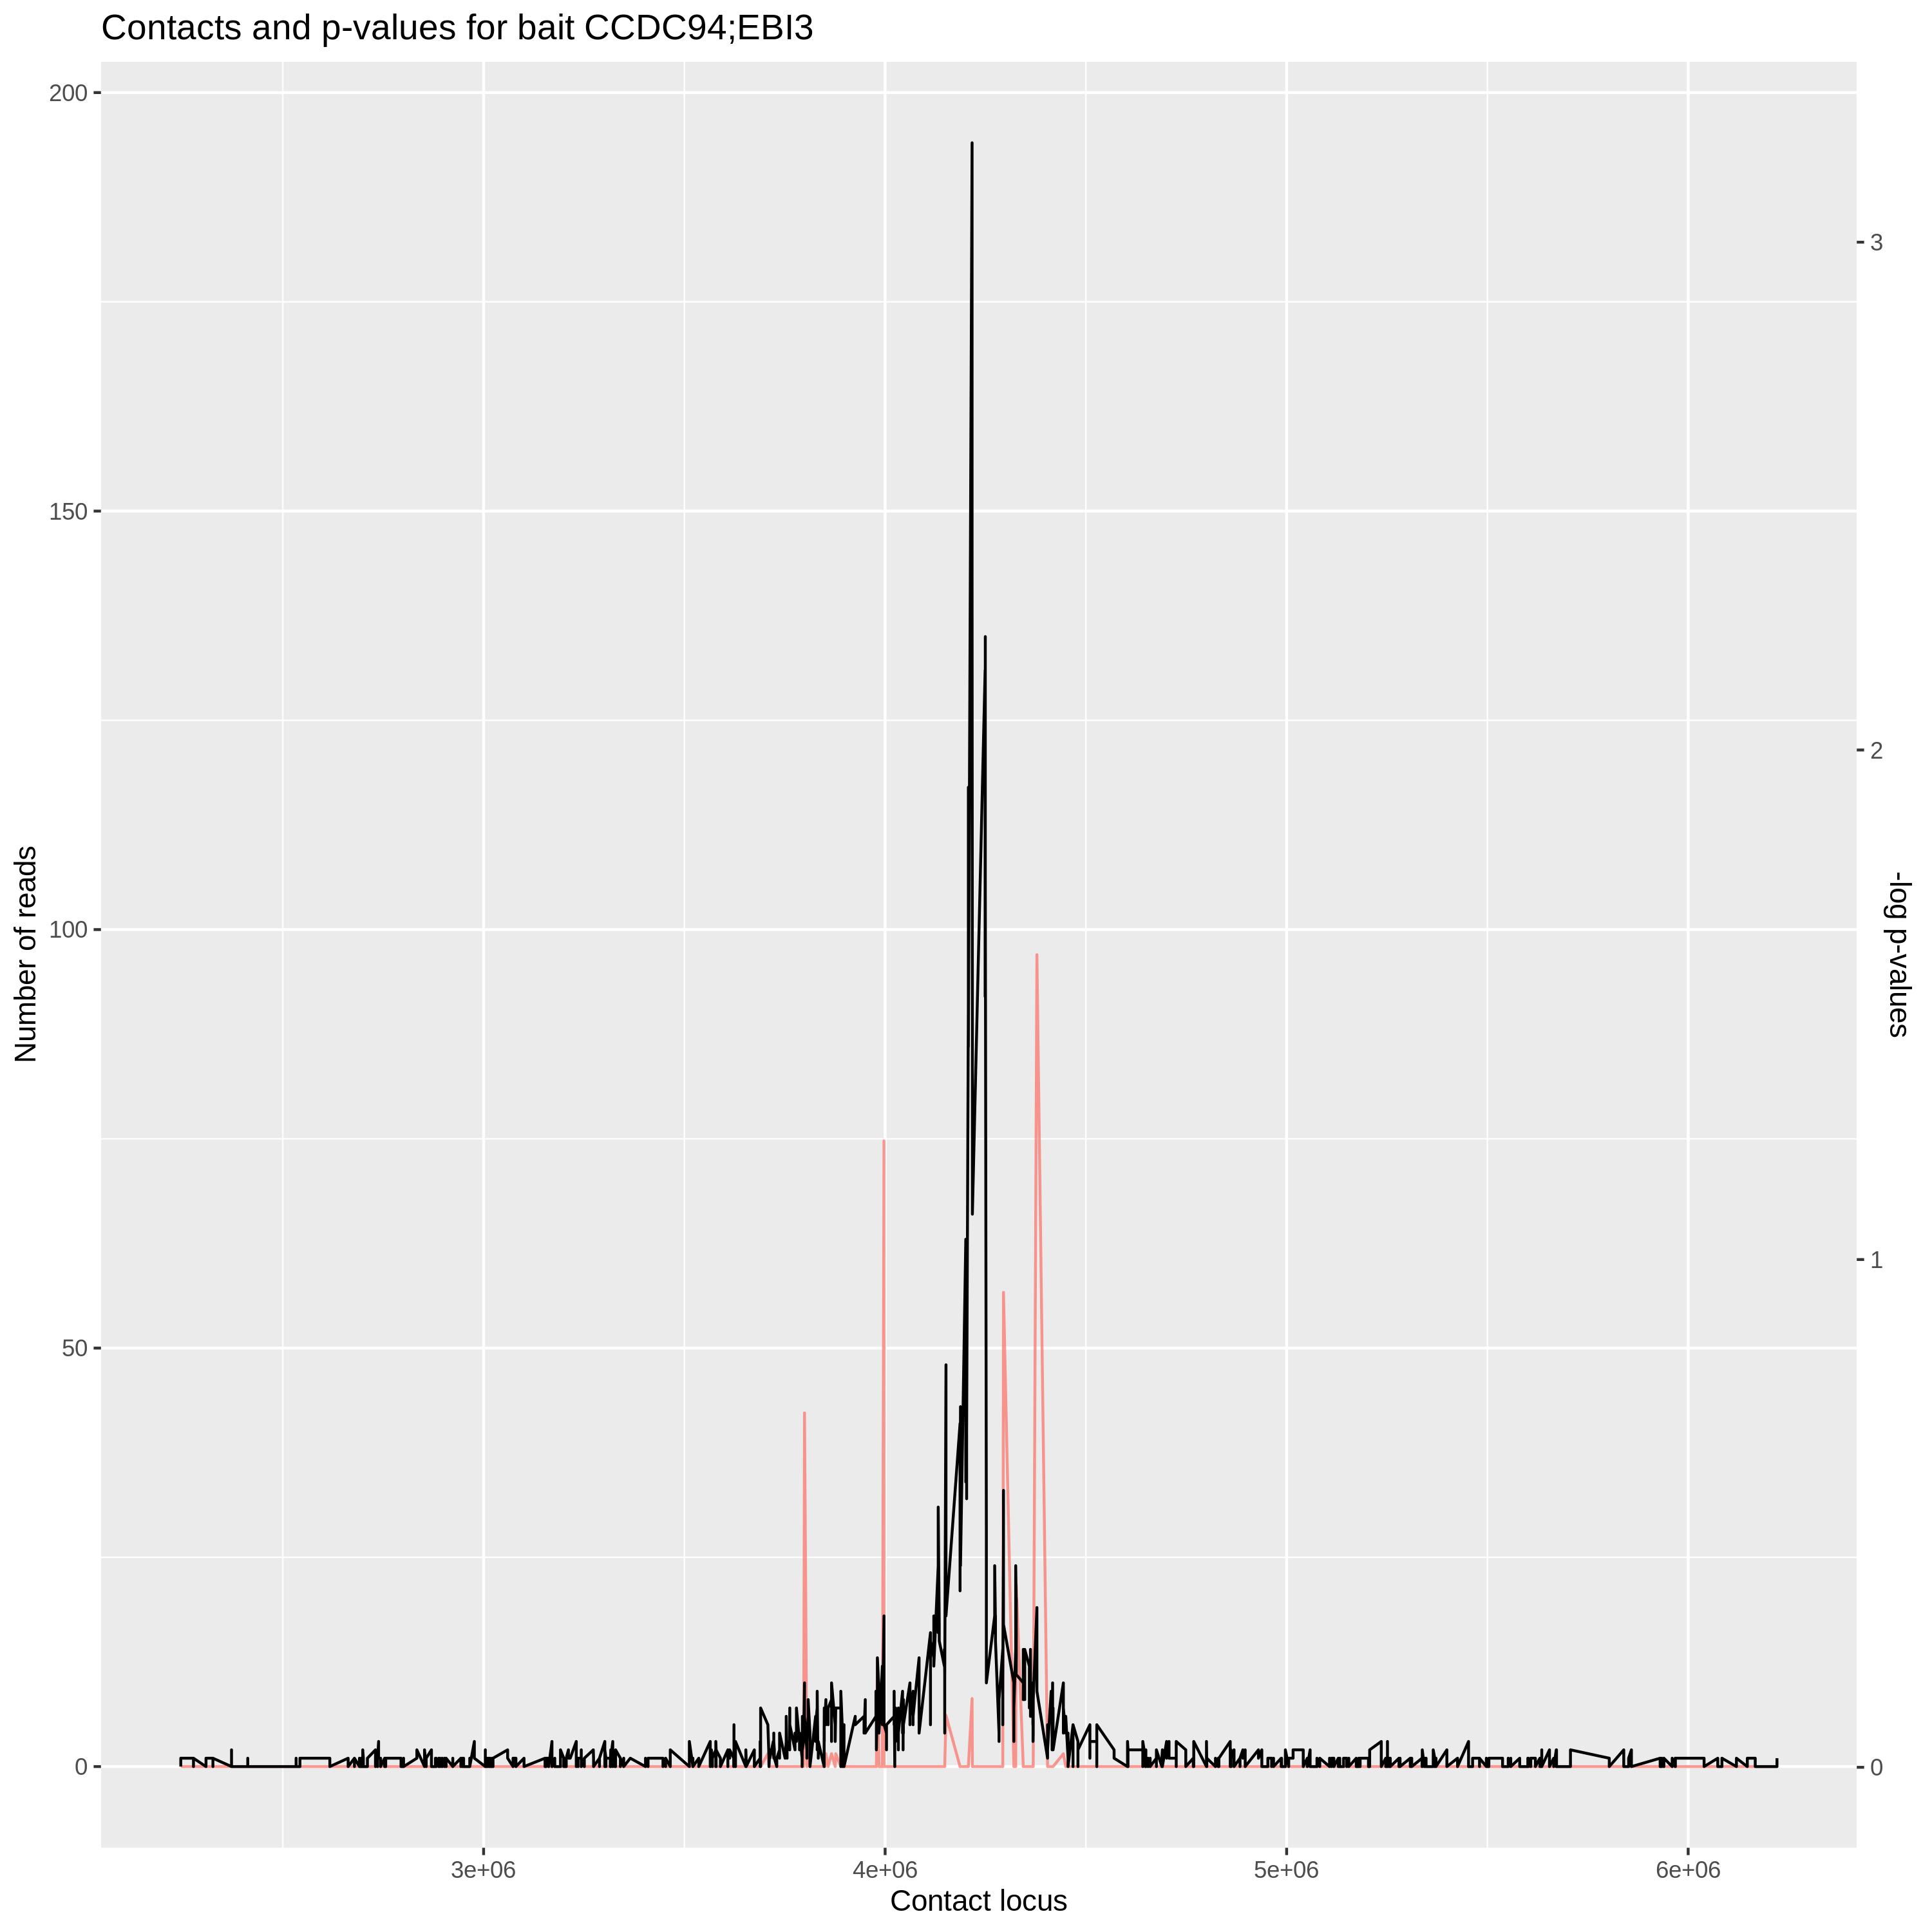 Contacts and p-values for bait CCDC94;EBI3
200
150
100
50
0
Number of reads
3
2
1
0
-log p-values
3e+06
4e+06
5e+06
6e+06
Contact locus